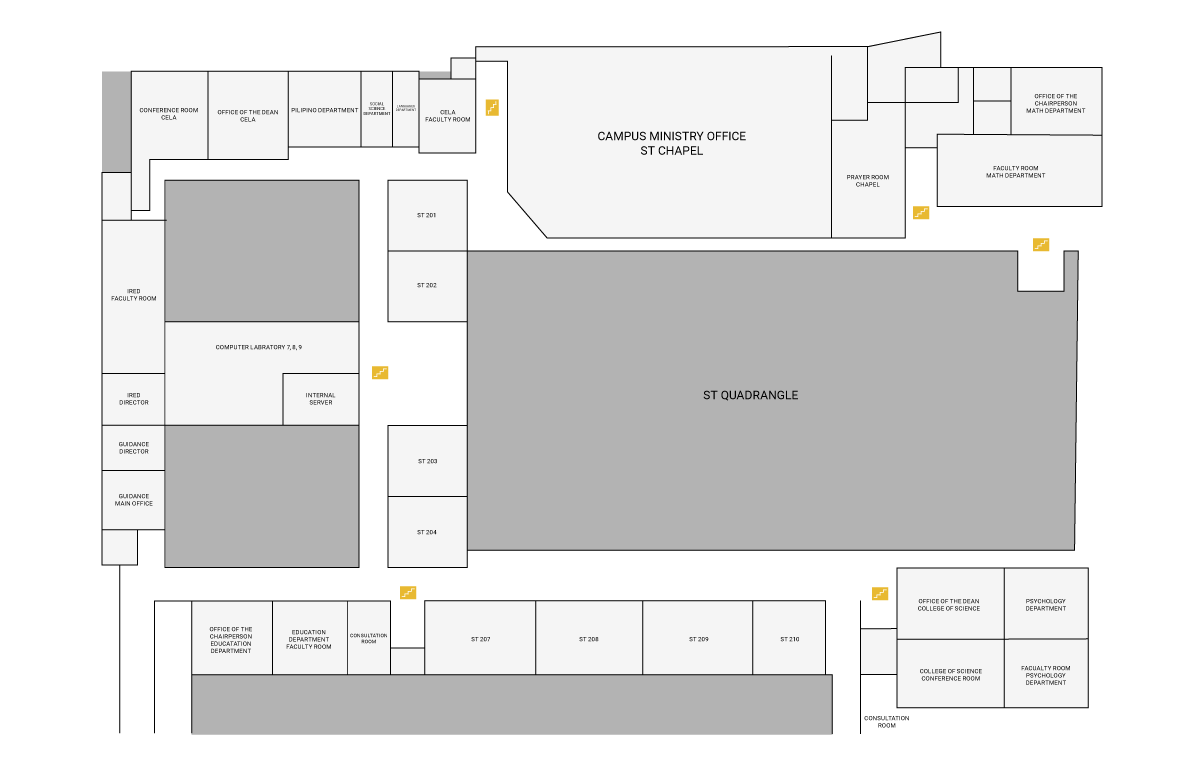 CONFERENCE ROOM
CELA
OFFICE OF THE DEAN
CELA
PILIPINO DEPARTMENT
SOCIAL
SCIENCE
DEPARTMENT
LANGUAGE
DEPARTMENT
CELA
FACULTY ROOM
CAMPUS MINISTRY OFFICE
ST CHAPEL
PRAYER ROOM
CHAPEL
OFFICE OF THE
CHAIRPERSON
MATH DEPARTMENT
FACULTY ROOM
MATH DEPARTMENT
ST 201
ST 202
IRED
FACULTY ROOM
COMPUTER LABRATORY 7, 8, 9
IRED
DIRECTOR
INTERNAL
SERVER
ST QUADRANGLE
GUIDANCE
DIRECTOR
GUIDANCE
MAIN OFFICE
ST 203
ST 204
OFFICE OF THE
CHAIRPERSON
EDUCATATION
DEPARTMENT
EDUCATION
DEPARTMENT
FACULTY ROOM
CONSULTATION
ROOM
ST 207
ST 208
ST 209
ST 210
OFFICE OF THE DEAN
COLLEGE OF SCIENCE
PSYCHOLOGY
DEPARTMENT
COLLEGE OF SCIENCE
CONFERENCE ROOM
FACUALTY ROOM
PSYCHOLOGY
DEPARTMENT
CONSULTATION
ROOM